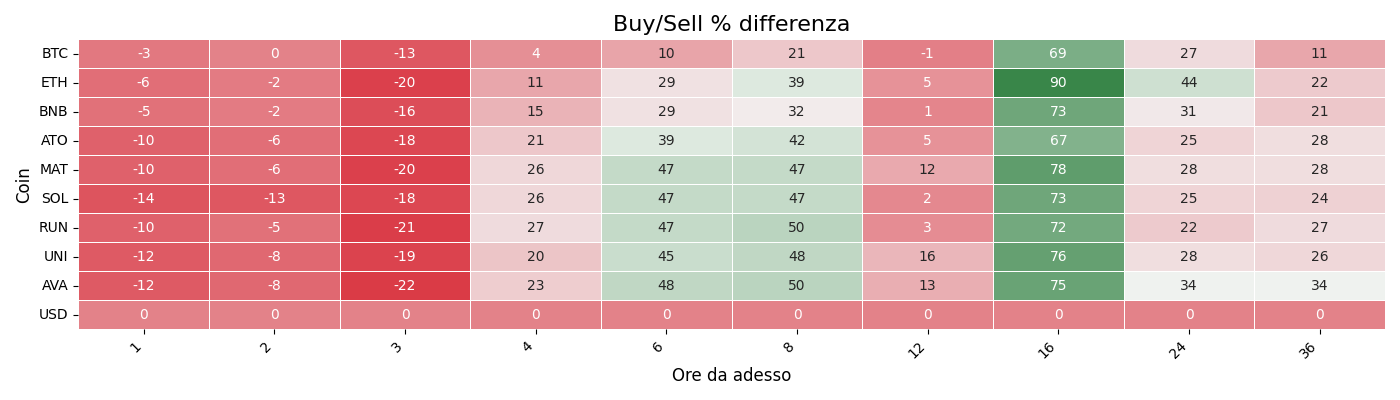 Buy/Sell % differenza
Coin
BTC -3 0 -13 4 10 21 -1 69 27 11
ETH -6 -2 -20 11 29 39 5 90 44 22
BNB -5 -2 -16 15 29 32 1 73 31 21
ATO -10 -6 -18 21 39 42 5 67 25 28
MAT -10 -6 -20 26 47 47 12 78 28 28
SOL -14 -13 -18 26 47 47 2 73 25 24
RUN -10 -5 -21 27 47 50 3 72 22 27
UNI -12 -8 -19 20 45 48 16 76 28 26
AVA -12 -8 -22 23 48 50 13 75 34 34
USD 0 0 0 0 0 0 0 0 0 0
1 2 3 4 6 8 12 16 24 36
Ore da adesso